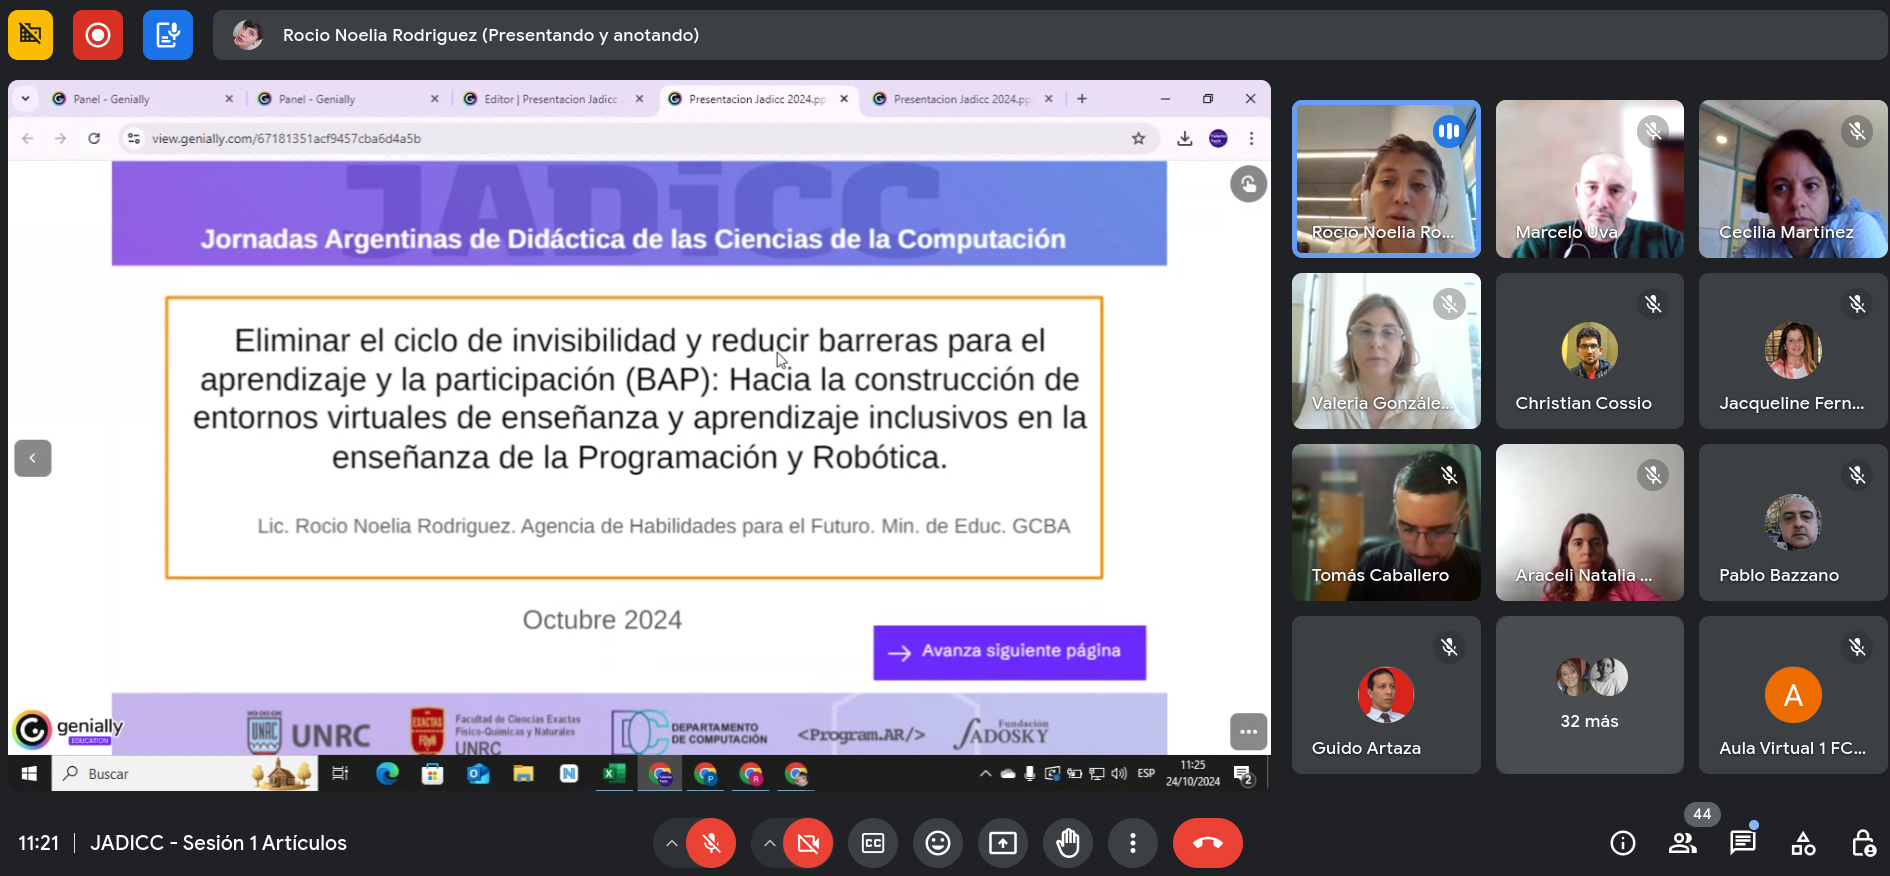 Rocio Noelia Rodriguez (Presentando y anotando)
Panel - Genially
Panel - Genially
Editor | Presentacion Jadicc 2
Presentacion Jadicc 2024.pp
Presentacion Jadicc 2024.pp
view.genially.com/67181351acf9457cba6d4a5b
JADiCC
Jornadas Argentinas de Didáctica de las Ciencias de la Computación
Eliminar el ciclo de invisibilidad y reducir barreras para el
aprendizaje y la participación (BAP): Hacia la construcción de
entornos virtuales de enseñanza y aprendizaje inclusivos en la
enseñanza de la Programación y Robótica.
Lic. Rocio Noelia Rodriguez. Agencia de Habilidades para el Futuro. Min. de Educ. GCBA
Octubre 2024
Avanza siguiente página
genially
EDUCATION
UNRC
UNRC
EXACTAS
Facultad de Ciencias Exactas
Físico-Químicas y Naturales
UNRC
DEPARTAMENTO
DE COMPUTACIÓN
<Program.AR/>
Fundación
SADOSKY
Buscar
ESP
11:25
24/10/2024
2
Rocio Noelia Ro...
Marcelo Uva
Cecilia Martinez
Valeria Gonzále...
Christian Cossio
Jacqueline Fern...
Tomás Caballero
Araceli Natalia ...
Pablo Bazzano
Guido Artaza
32 más
A
Aula Virtual 1 FC...
11:21
JADICC - Sesión 1 Artículos
44